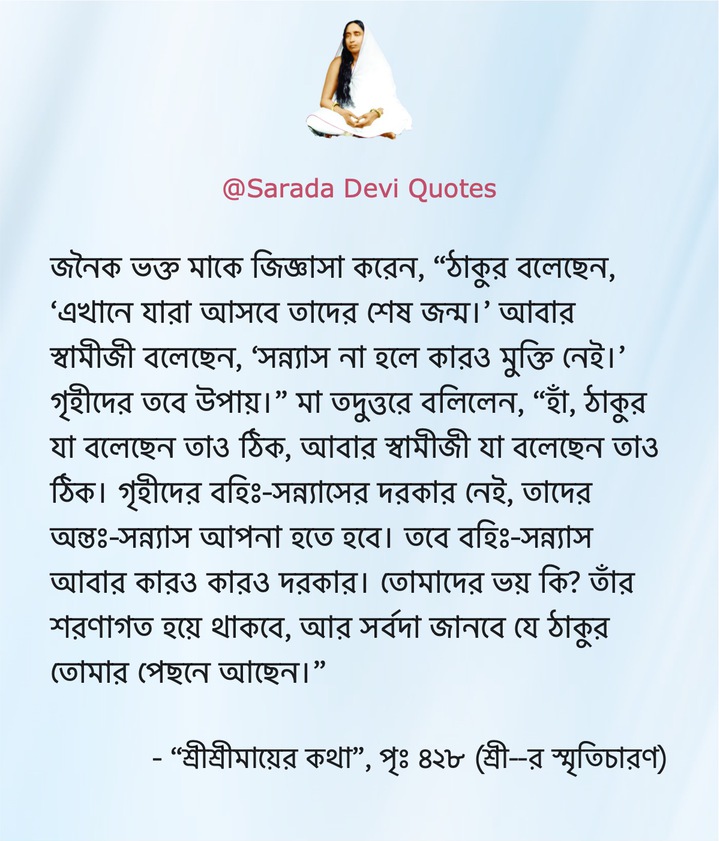 @Sarada Devi Quotes
জনৈক ভক্ত মাকে জিজ্ঞাসা করেন, “ঠাকুর বলেছেন,
‘এখানে যারা আসবে তাদের শেষ জন্ম।’ আবার
স্বামীজী বলেছেন, ‘সন্ন্যাস না হলে কারও মুক্তি নেই।’
গৃহীদের তবে উপায়।” মা তদুত্তরে বলিলেন, “হাঁ, ঠাকুর
যা বলেছেন তাও ঠিক, আবার স্বামীজী যা বলেছেন তাও
ঠিক। গৃহীদের বহিঃ-সন্ন্যাসের দরকার নেই, তাদের
অন্তঃ-সন্ন্যাস আপনা হতে হবে। তবে বহিঃ-সন্ন্যাস
আবার কারও কারও দরকার। তোমাদের ভয় কি? তাঁর
শরণাগত হয়ে থাকবে, আর সর্বদা জানবে যে ঠাকুর
তোমার পেছনে আছেন।”
- “শ্রীশ্রীমায়ের কথা”, পৃঃ ৪২৮ (শ্রী--র স্মৃতিচারণ)